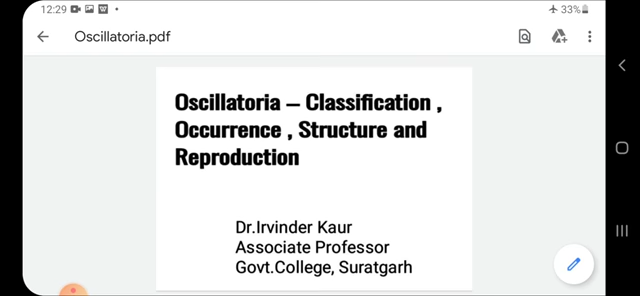 12:29
33%
Oscillatoria.pdf
Oscillatoria – Classification ,
Occurrence , Structure and
Reproduction
Dr.Irvinder Kaur
Associate Professor
Govt.College, Suratgarh